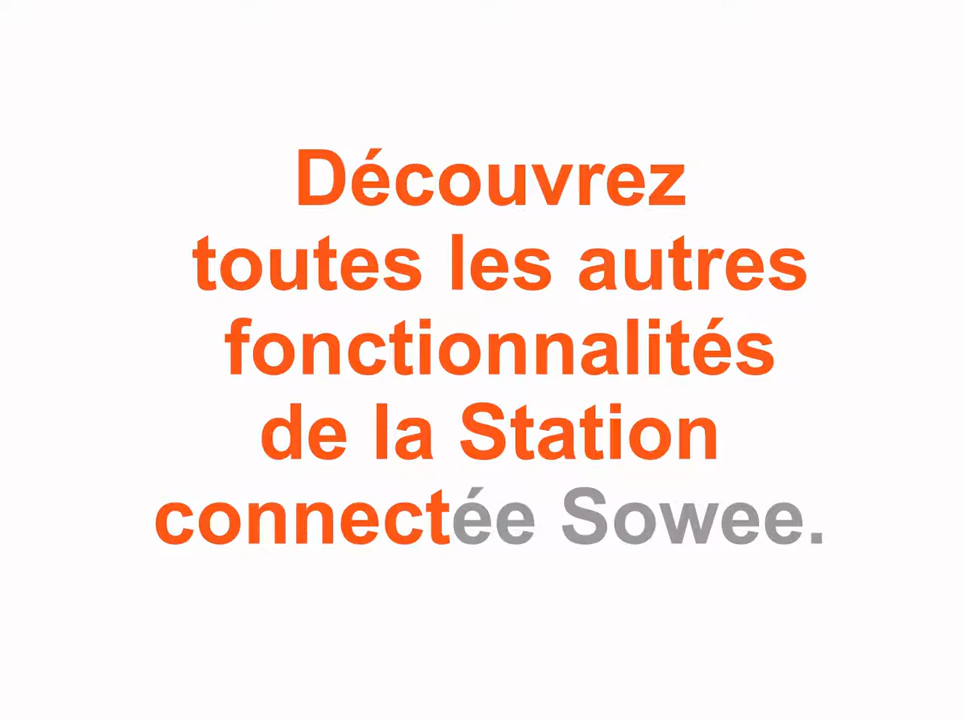 Découvrez
toutes les autres
fonctionnalités
de la Station
connectée Sowee.